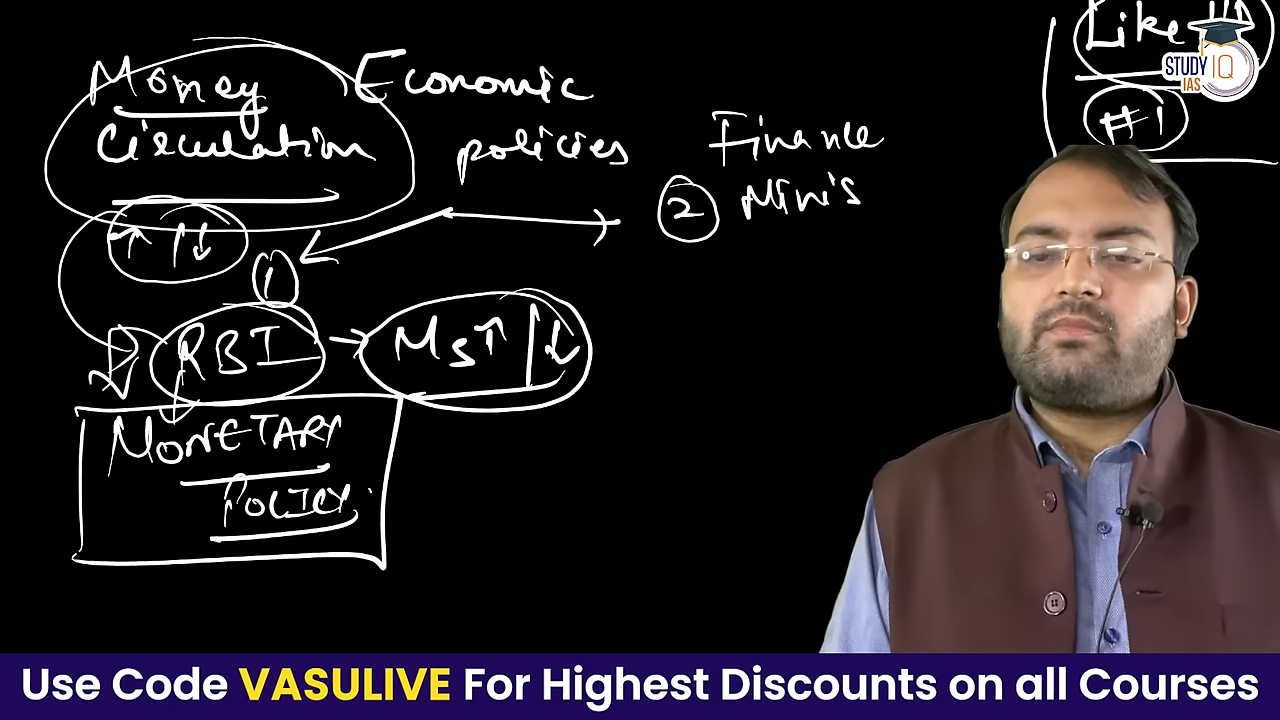 Money
Circulation
↑ ↑↓
Economic
policies
①
RBI → Ms↑/↓
MONETARY
POLICY
Finance
② Minis
Like
#1
STUDY IQ
IAS
Use Code VASULIVE For Highest Discounts on all Courses